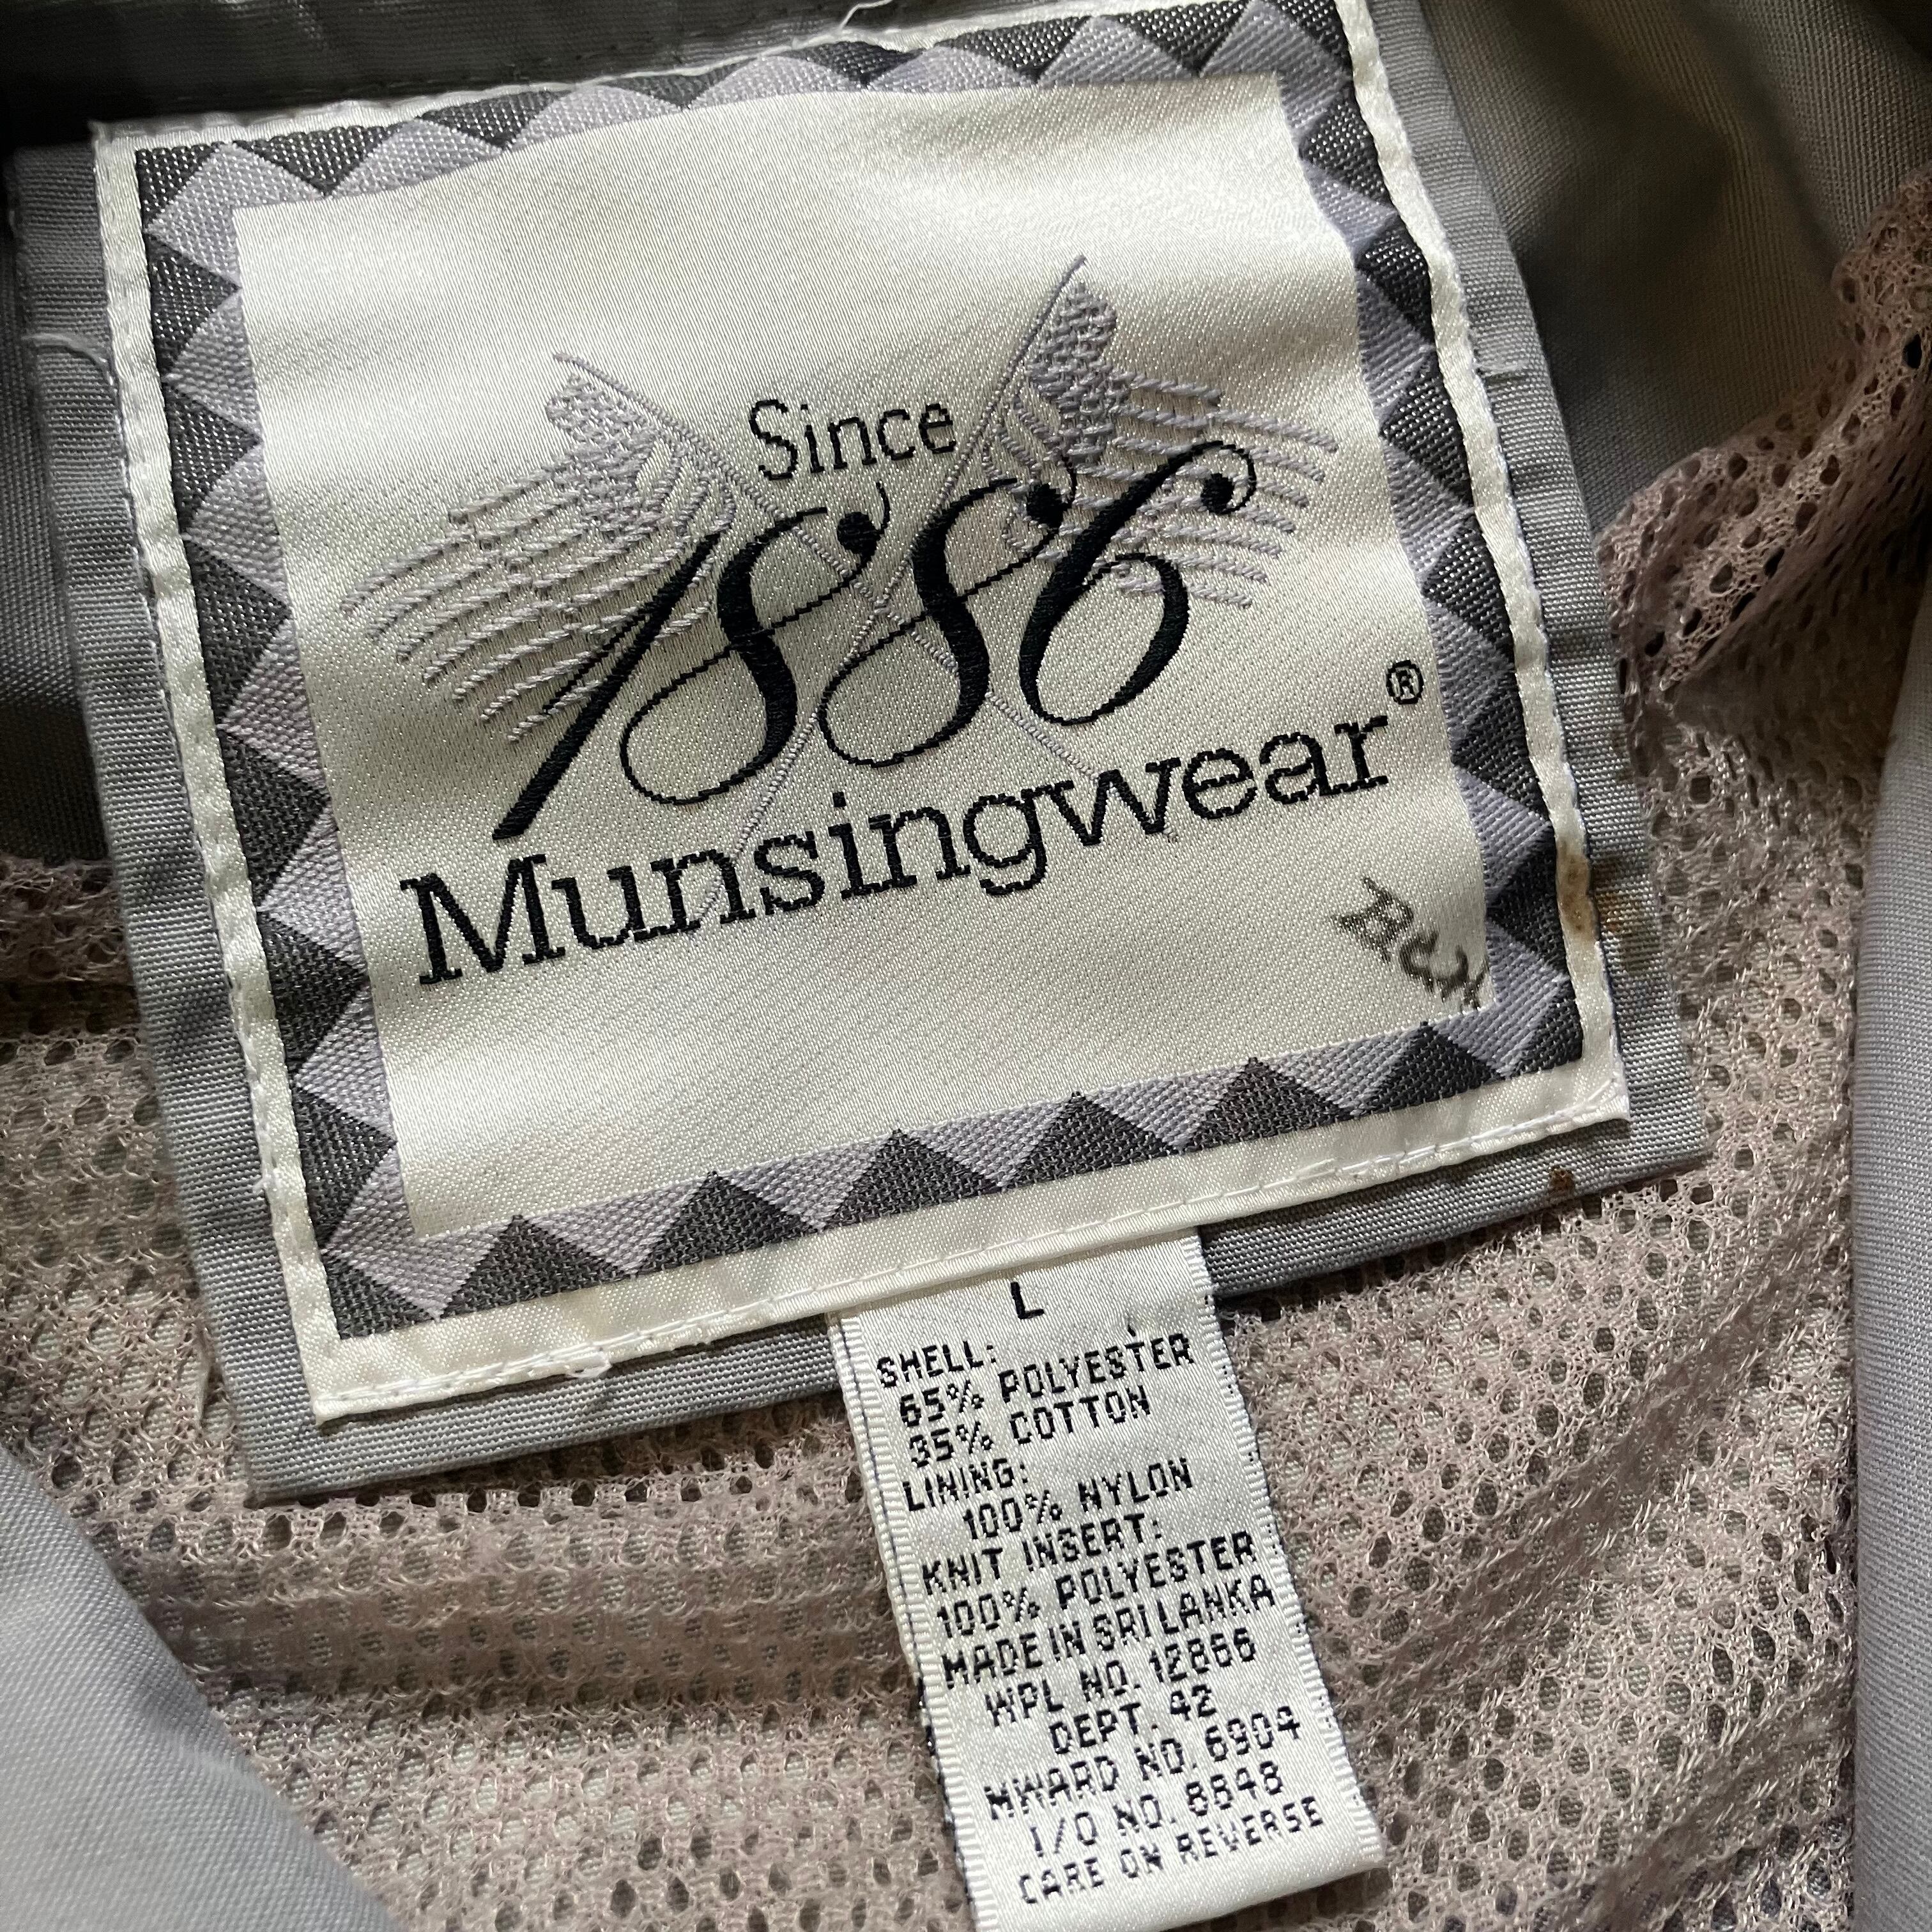 Since
1886
Munsingwear®
L
SHELL:
65% POLYESTER
35% COTTON
LINING:
100% NYLON
KNIT INSERT:
100% POLYESTER
MADE IN SRI LANKA
WPL NO. 12866
DEPT. 42
MWARD NO. 6904
I/O NO. 8848
CARE ON REVERSE